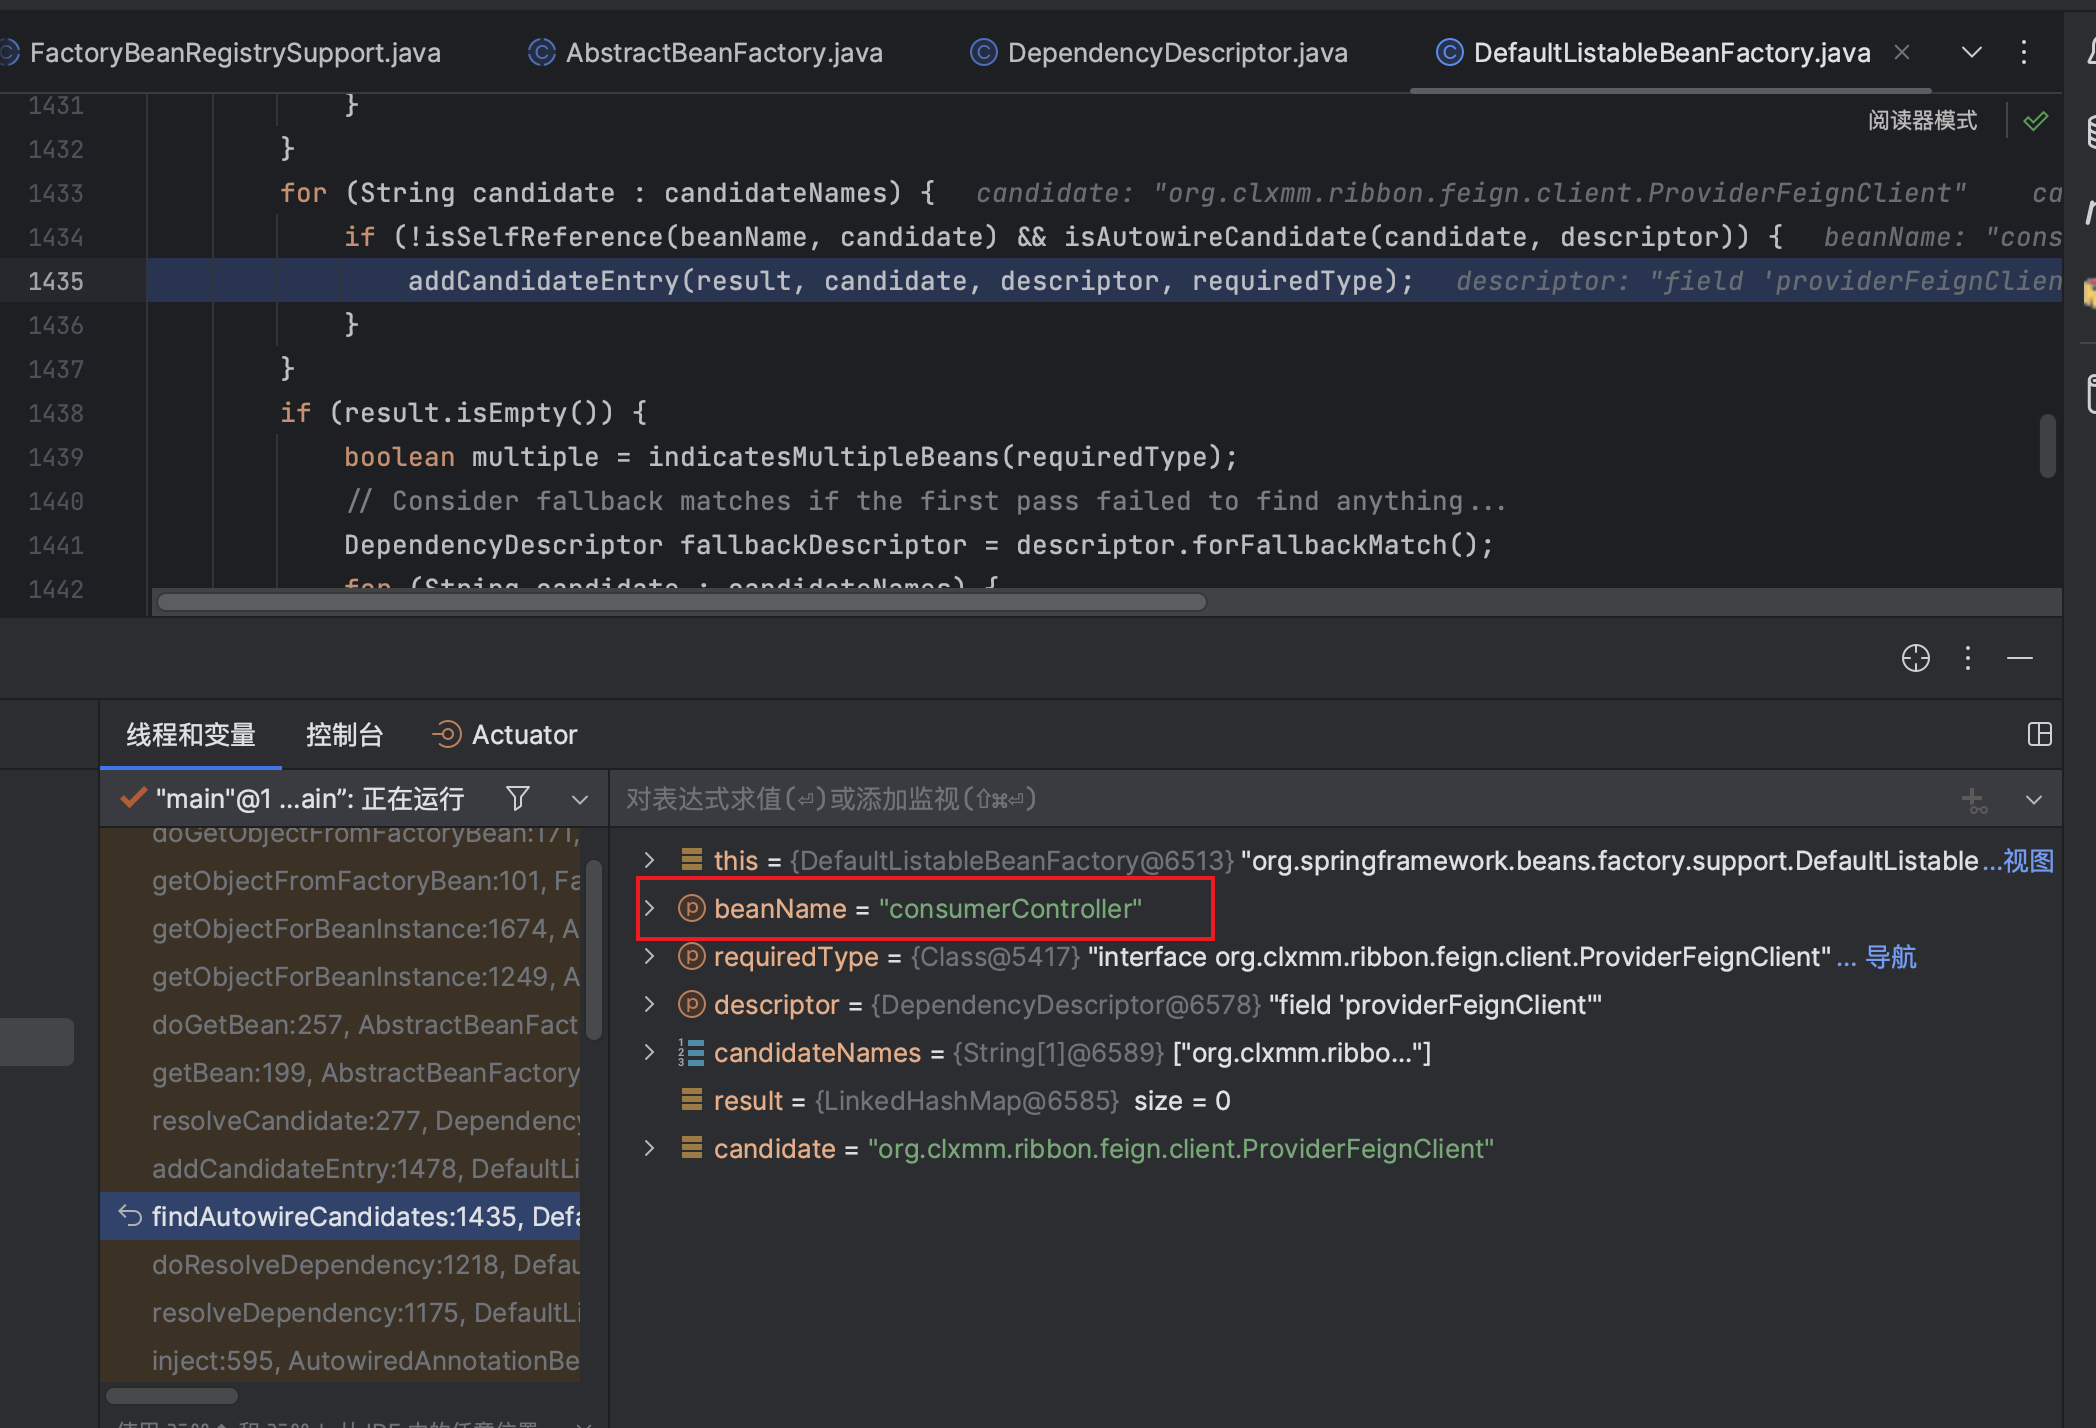 FactoryBeanRegistrySupport.java AbstractBeanFactory.java DependencyDescriptor.java DefaultListableBeanFactory.java
阅读器模式
1431 }
1432 }
1433 for (String candidate : candidateNames) { candidate: "org.clxmm.ribbon.feign.client.ProviderFeignClient" ca
1434 if (!isSelfReference(beanName, candidate) && isAutowireCandidate(candidate, descriptor)) { beanName: "cons
1435 addCandidateEntry(result, candidate, descriptor, requiredType); descriptor: "field 'providerFeignClien
1436 }
1437 }
1438 if (result.isEmpty()) {
1439 boolean multiple = indicatesMultipleBeans(requiredType);
1440 // Consider fallback matches if the first pass failed to find anything...
1441 DependencyDescriptor fallbackDescriptor = descriptor.forFallbackMatch();
1442 for (String candidate : candidateNames) {
线程和变量 控制台 Actuator
"main"@1 ...ain”: 正在运行
对表达式求值(⏎)或添加监视(⇧⌘⏎)
doGetObjectFromFactoryBean:171,
getObjectFromFactoryBean:101, Fa
getObjectForBeanInstance:1674, A
getObjectForBeanInstance:1249, A
doGetBean:257, AbstractBeanFact
getBean:199, AbstractBeanFactory
resolveCandidate:277, Dependency
addCandidateEntry:1478, DefaultLi
findAutowireCandidates:1435, Defa
doResolveDependency:1218, Defau
resolveDependency:1175, DefaultLi
inject:595, AutowiredAnnotationBe
this = {DefaultListableBeanFactory@6513} "org.springframework.beans.factory.support.DefaultListable ...视图
beanName = "consumerController"
requiredType = {Class@5417} "interface org.clxmm.ribbon.feign.client.ProviderFeignClient" ... 导航
descriptor = {DependencyDescriptor@6578} "field 'providerFeignClient'"
candidateNames = {String[1]@6589} ["org.clxmm.ribbo..."]
result = {LinkedHashMap@6585} size = 0
candidate = "org.clxmm.ribbon.feign.client.ProviderFeignClient"